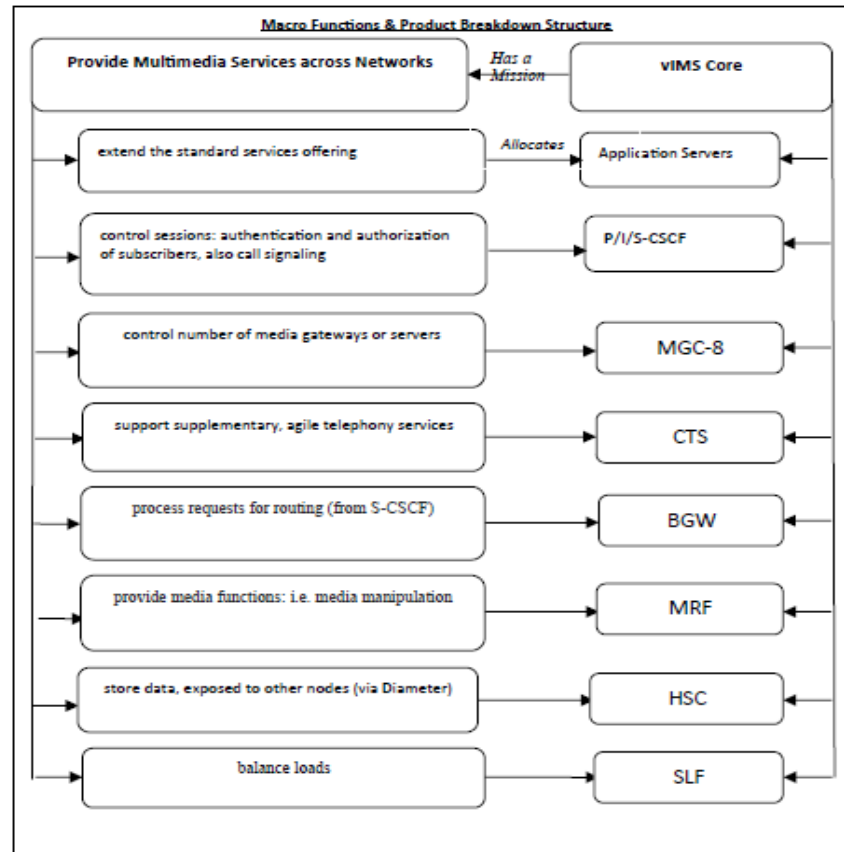 Macro Functions & Product Breakdown Structure
Provide Multimedia Services across Networks
Has a
Mission
vIMS Core
extend the standard services offering
Allocates
Application Servers
control sessions: authentication and authorization
of subscribers, also call signaling
P/I/S-CSCF
control number of media gateways or servers
MGC-8
support supplementary, agile telephony services
CTS
process requests for routing (from S-CSCF)
BGW
provide media functions: i.e. media manipulation
MRF
store data, exposed to other nodes (via Diameter)
HSC
balance loads
SLF